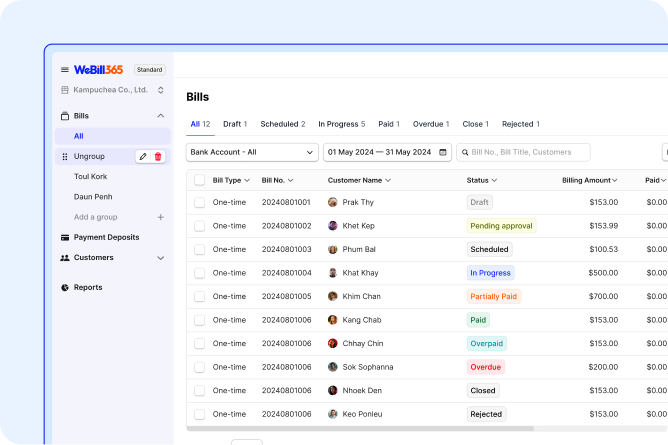 WeBill365 Standard
Kampuchea Co., Ltd.
Bills
All
Ungroup
Toul Kork
Daun Penh
Add a group
Payment Deposits
Customers
Reports
Bills
All 12 Draft 1 Scheduled 2 In Progress 5 Paid 1 Overdue 1 Close 1 Rejected 1
Bank Account - All 01 May 2024 — 31 May 2024 Bill No., Bill Title, Customers
Bill Type Bill No. Customer Name Status Billing Amount Paid
One-time 20240801001 Prak Thy Draft $153.00 $0.00
One-time 20240801002 Khet Kep Pending approval $153.99 $0.00
One-time 20240801003 Phum Bal Scheduled $100.53 $0.00
One-time 20240801004 Khat Khay In Progress $500.00 $0.00
One-time 20240801005 Khim Chan Partially Paid $700.00 $0.00
One-time 20240801006 Kang Chab Paid $153.00 $0.00
One-time 20240801006 Chhay Chin Overpaid $153.00 $0.00
One-time 20240801006 Sok Sophanna Overdue $200.00 $0.00
One-time 20240801006 Nhoek Den Closed $153.00 $0.00
One-time 20240801006 Keo Ponleu Rejected $153.00 $0.00